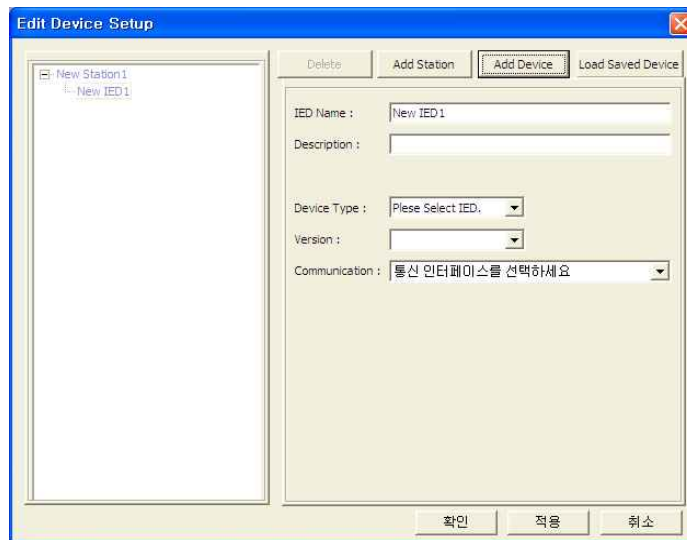 Edit Device Setup
Delete
Add Station
Add Device
Load Saved Device
New Station1
New IED1
IED Name :
New IED1
Description :
Device Type :
Plese Select IED.
Version :
Communication :
통신 인터페이스를 선택하세요
확인
적용
취소